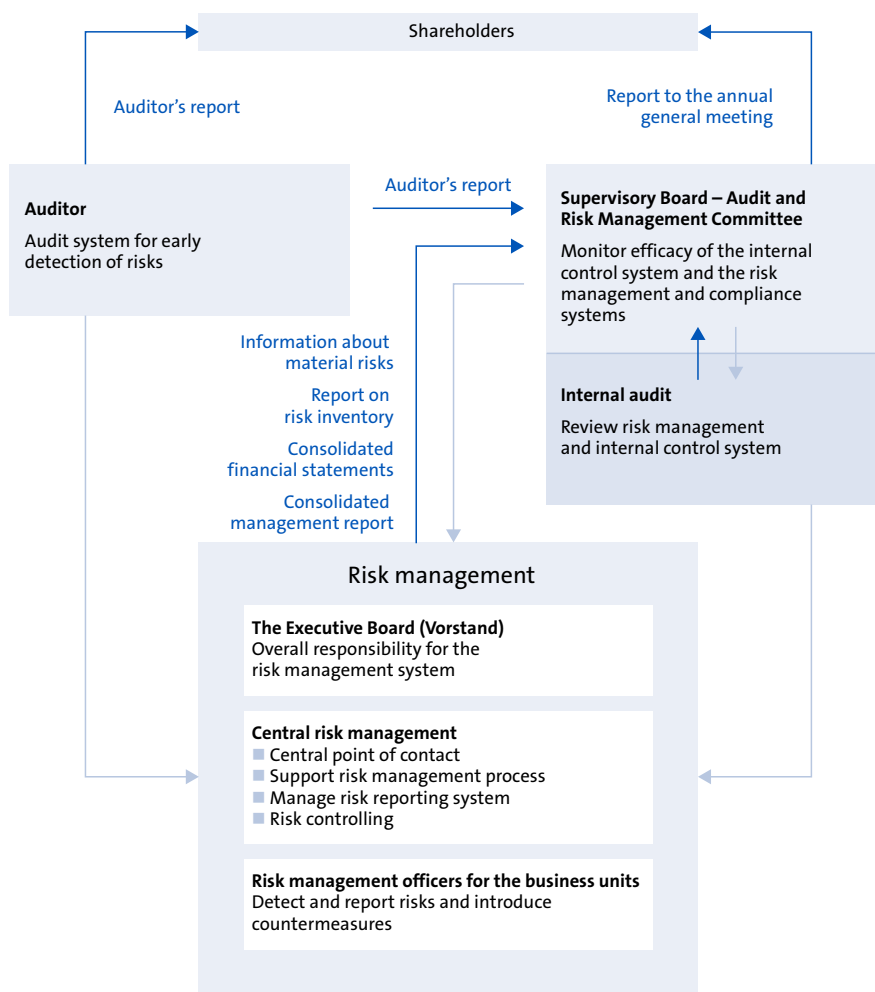 Shareholders
Auditor’s report
Report to the annual
general meeting
Auditor
Audit system for early
detection of risks
Auditor’s report
Supervisory Board – Audit and
Risk Management Committee
Monitor efficacy of the internal
control system and the risk
management and compliance
systems
Information about
material risks
Report on
risk inventory
Consolidated
financial statements
Consolidated
management report
Internal audit
Review risk management
and internal control system
Risk management
The Executive Board (Vorstand)
Overall responsibility for the
risk management system
Central risk management
Central point of contact
Support risk management process
Manage risk reporting system
Risk controlling
Risk management officers for the business units
Detect and report risks and introduce
countermeasures